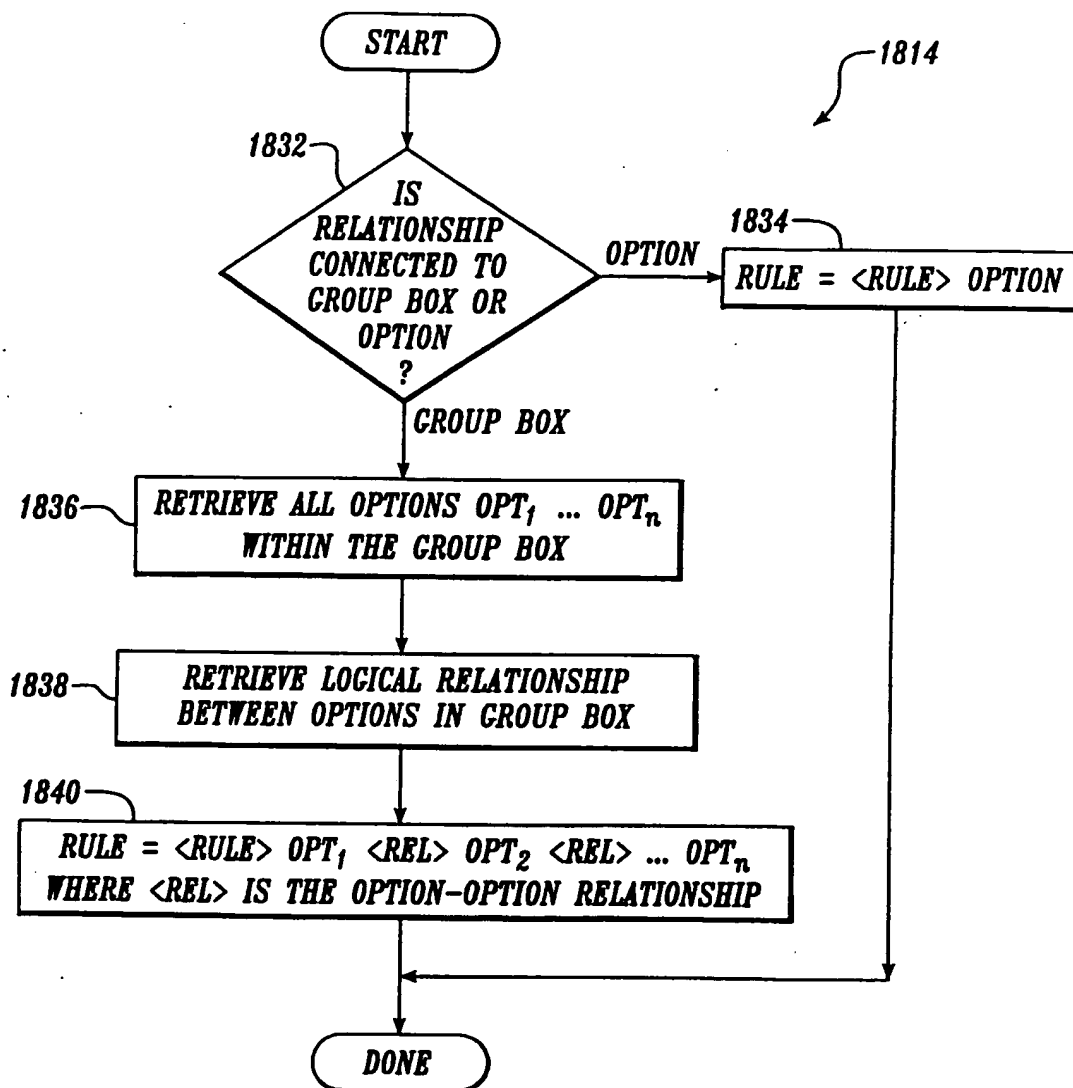 START
1814
1832
IS
RELATIONSHIP
CONNECTED TO
GROUP BOX OR
OPTION
?
OPTION
1834
RULE = <RULE> OPTION
GROUP BOX
1836
RETRIEVE ALL OPTIONS OPT₁ ... OPTₙ
WITHIN THE GROUP BOX
1838
RETRIEVE LOGICAL RELATIONSHIP
BETWEEN OPTIONS IN GROUP BOX
1840
RULE = <RULE> OPT₁ <REL> OPT₂ <REL> ... OPTₙ
WHERE <REL> IS THE OPTION-OPTION RELATIONSHIP
DONE